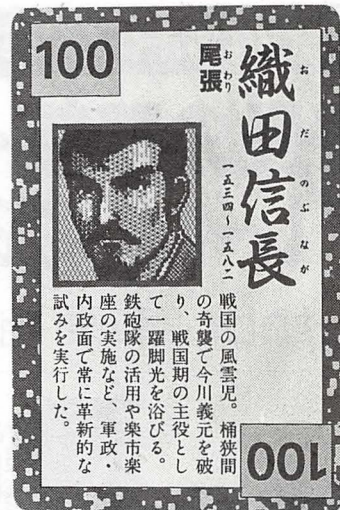 100
織田信長
おだのぶなが
尾張
おわり
一五三四~一五八二
戦国の風雲児。桶狭間
の奇襲で今川義元を破
り、戦国期の主役とし
て一躍脚光を浴びる。
鉄砲隊の活用や楽市楽
座の実施など、軍政・
内政面で常に革新的な
試みを実行した。
100